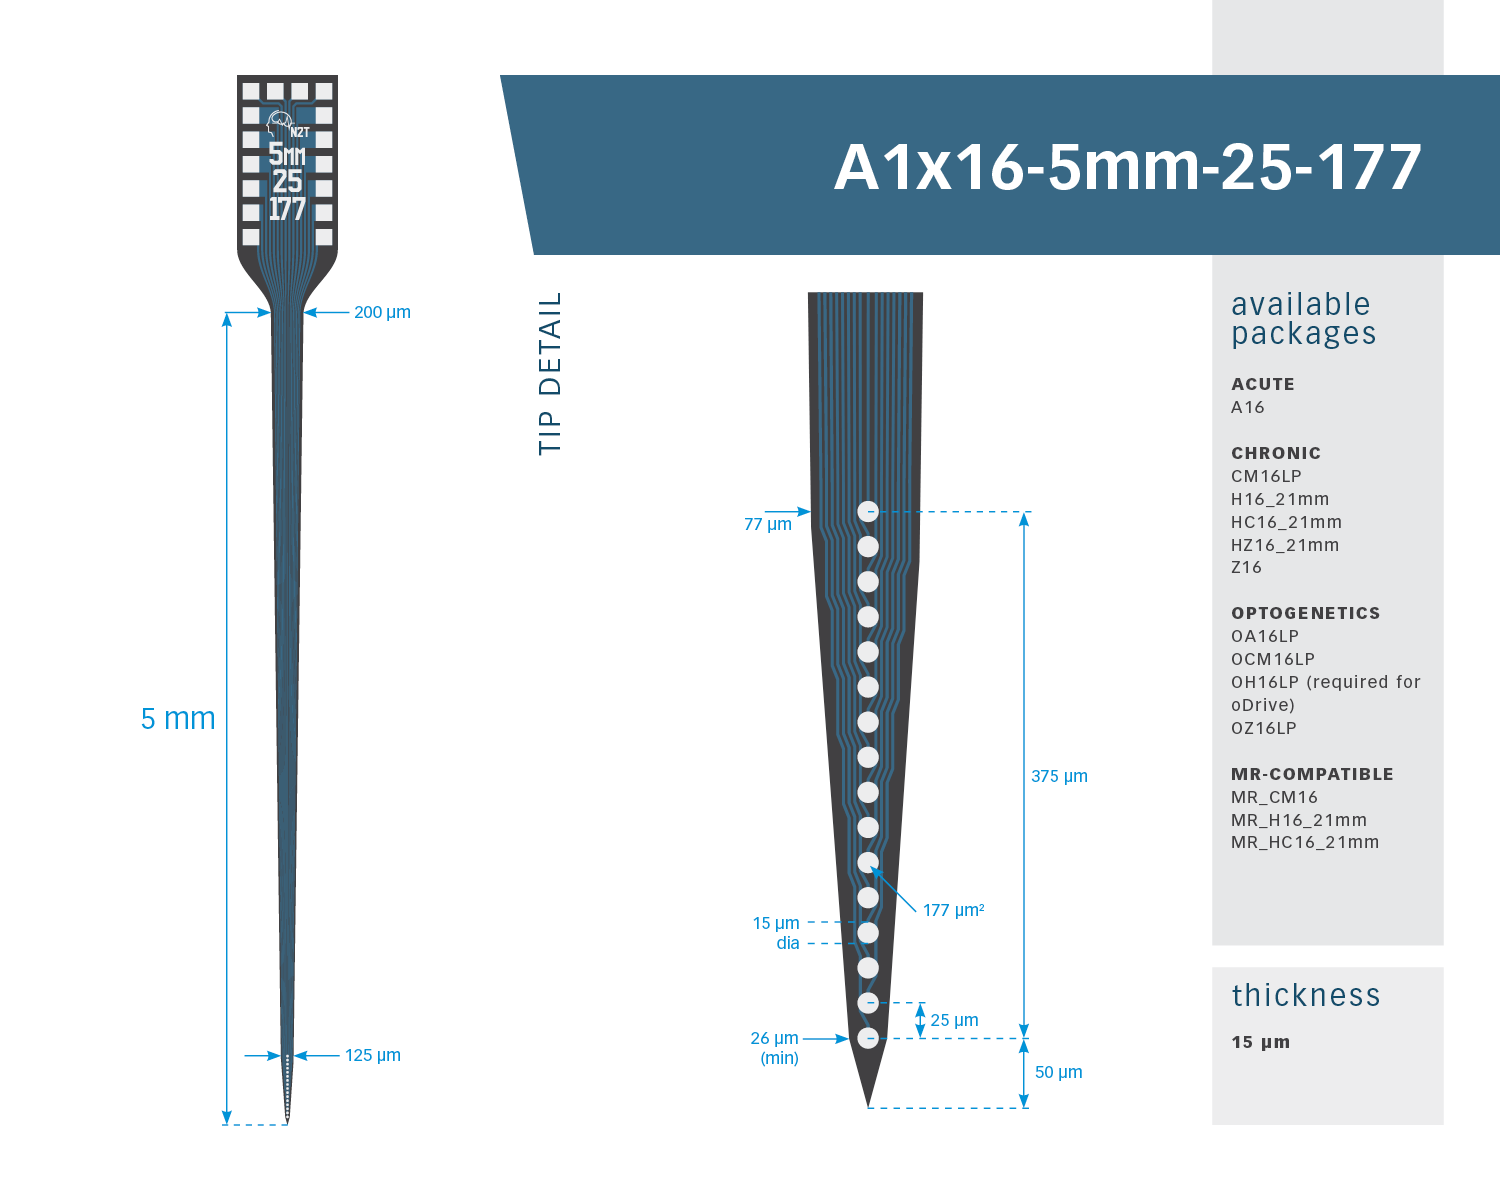 A1x16-5mm-25-177
N2T
5MM
25
177
200 µm
5 mm
125 µm
TIP DETAIL
77 µm
375 µm
177 µm²
15 µm
dia
25 µm
26 µm
(min)
50 µm
available
packages
ACUTE
A16
CHRONIC
CM16LP
H16_21mm
HC16_21mm
HZ16_21mm
Z16
OPTOGENETICS
OA16LP
OCM16LP
OH16LP (required for
oDrive)
OZ16LP
MR-COMPATIBLE
MR_CM16
MR_H16_21mm
MR_HC16_21mm
thickness
15 µm